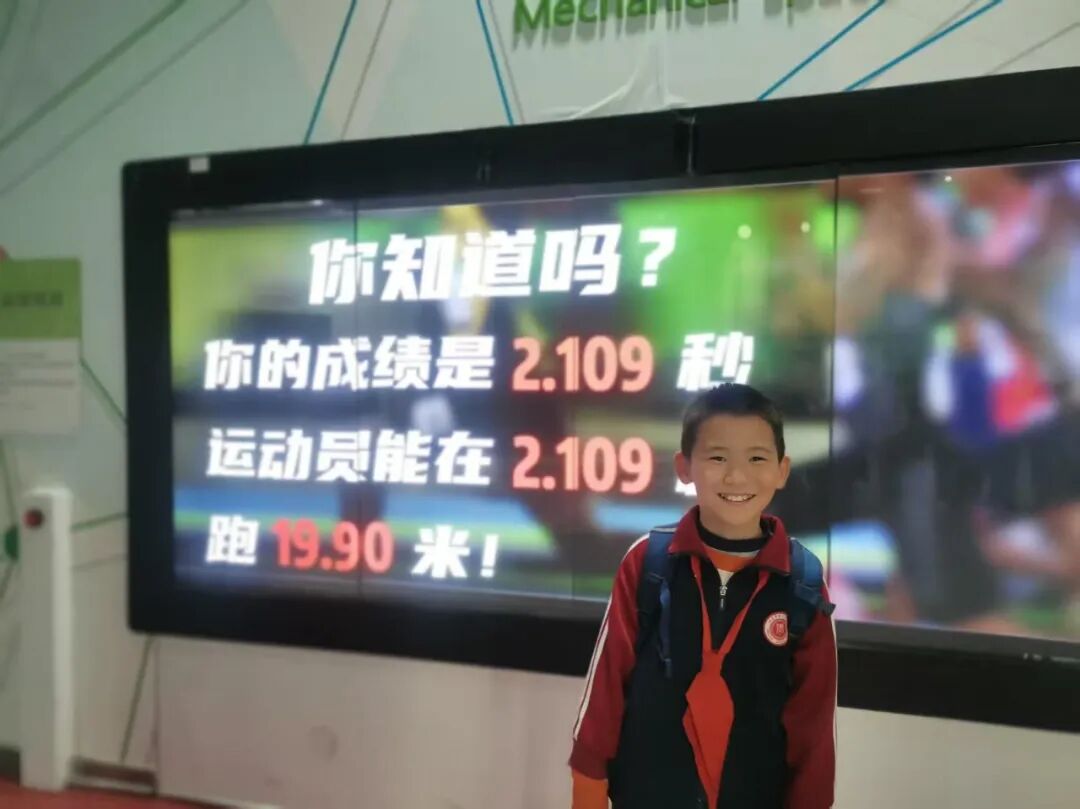 Mechanical
你知道吗？
你的成绩是 2.109 秒
运动员能在 2.109
跑 19.90 米！